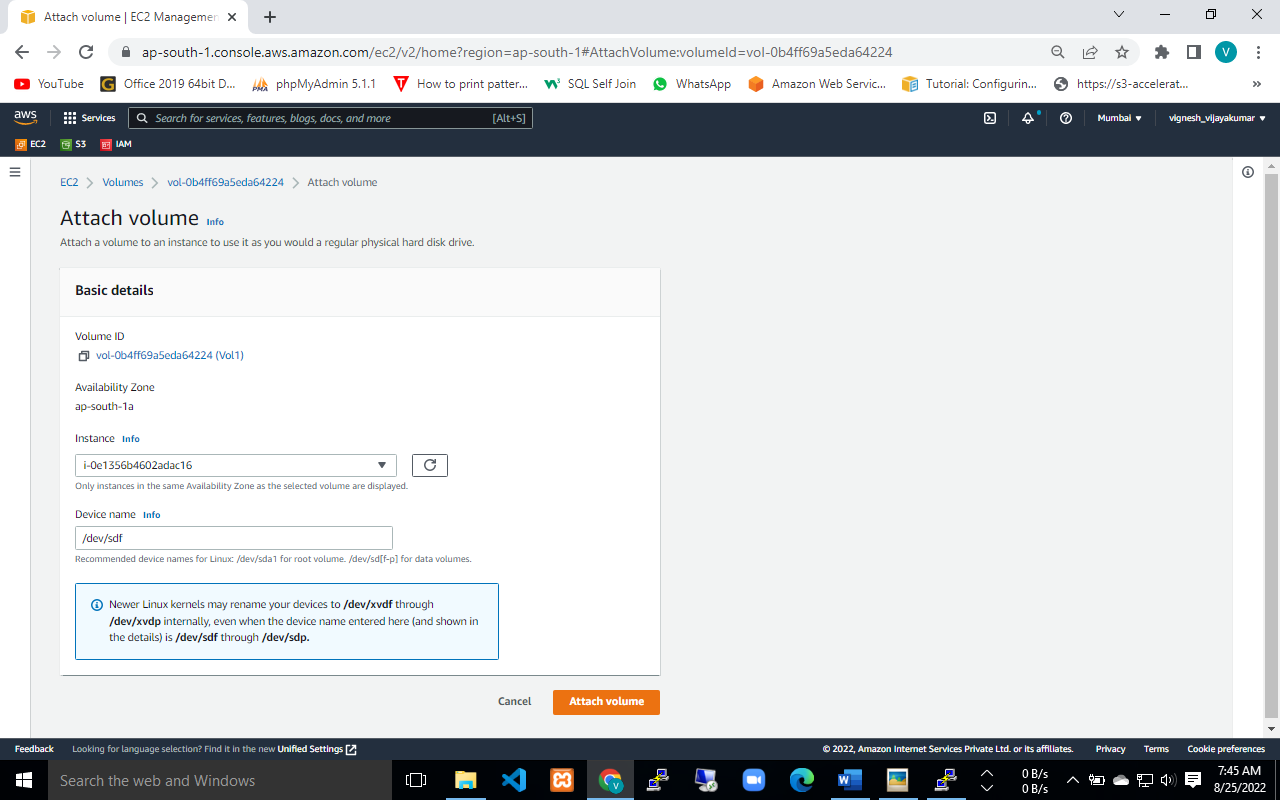 Attach volume | EC2 Managemen
ap-south-1.console.aws.amazon.com/ec2/v2/home?region=ap-south-1#AttachVolume:volumeId=vol-0b4ff69a5eda64224
V
YouTube
G
Office 2019 64bit D...
PMA
phpMyAdmin 5.1.1
How to print patter...
SQL Self Join
WhatsApp
Amazon Web Servic...
Tutorial: Configurin...
https://s3-accelerat...
aws
Services
Search for services, features, blogs, docs, and more
[Alt+S]
Mumbai
vignesh_vijayakumar
EC2
S3
IAM
EC2
Volumes
vol-0b4ff69a5eda64224
Attach volume
Attach volume Info
Attach a volume to an instance to use it as you would a regular physical hard disk drive.
Basic details
Volume ID
vol-0b4ff69a5eda64224 (Vol1)
Availability Zone
ap-south-1a
Instance Info
i-0e1356b4602adac16
Only instances in the same Availability Zone as the selected volume are displayed.
Device name Info
/dev/sdf
Recommended device names for Linux: /dev/sda1 for root volume. /dev/sd[f-p] for data volumes.
Newer Linux kernels may rename your devices to /dev/xvdf through
/dev/xvdp internally, even when the device name entered here (and shown in
the details) is /dev/sdf through /dev/sdp.
Cancel
Attach volume
Feedback
Looking for language selection? Find it in the new Unified Settings
© 2022, Amazon Internet Services Private Ltd. or its affiliates.
Privacy
Terms
Cookie preferences
Search the web and Windows
0 B/s
0 B/s
7:45 AM
8/25/2022